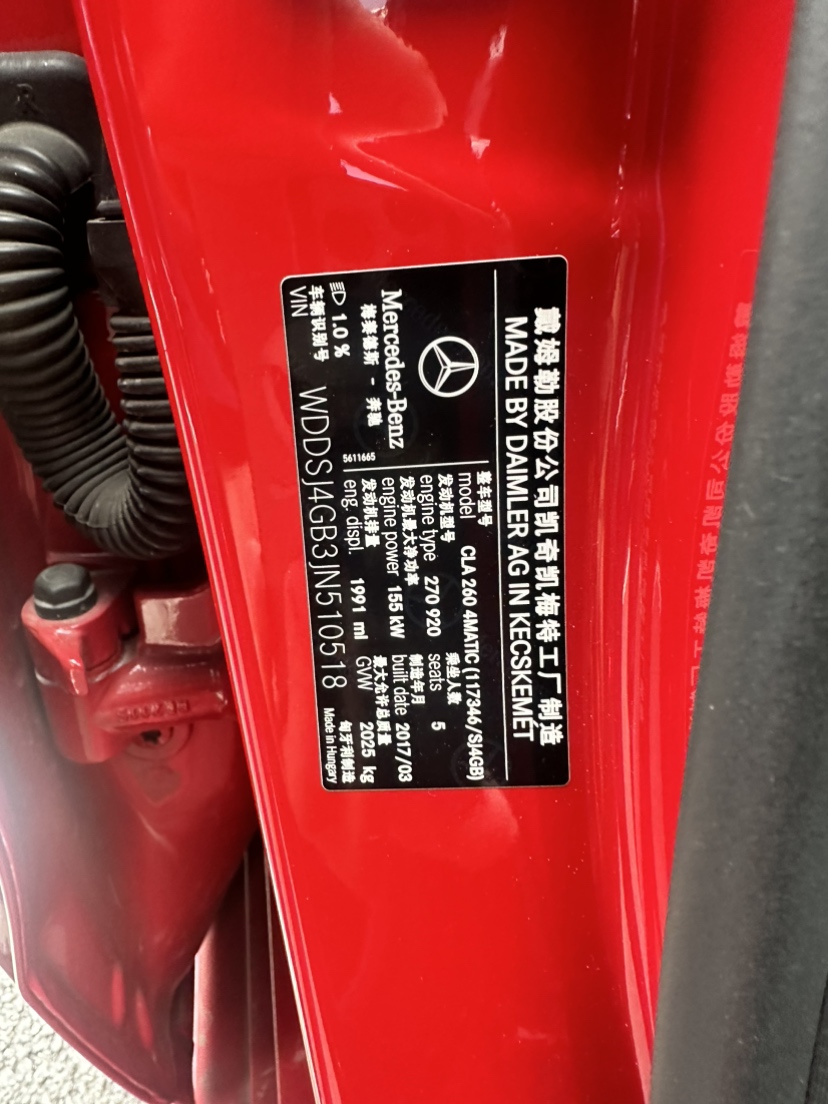 戴姆勒股份公司凯奇凯梅特工厂制造
MADE BY DAIMLER AG IN KECSKEMET
Mercedes-Benz
梅赛德斯 - 奔驰
1.0 %
5611665
整车型号
model CLA 260 4MATIC (117346/SJ4GB)
发动机型号 乘坐人数
engine type 270 920 seats 5
发动机最大净功率 制造年月
engine power 155 kW built date 2017/03
发动机排量 最大允许总质量
eng. displ. 1991 ml GVW 2025 kg
车辆识别号 匈牙利制造
VIN WDDSJ4GB3JN510518 Made in Hungary
R